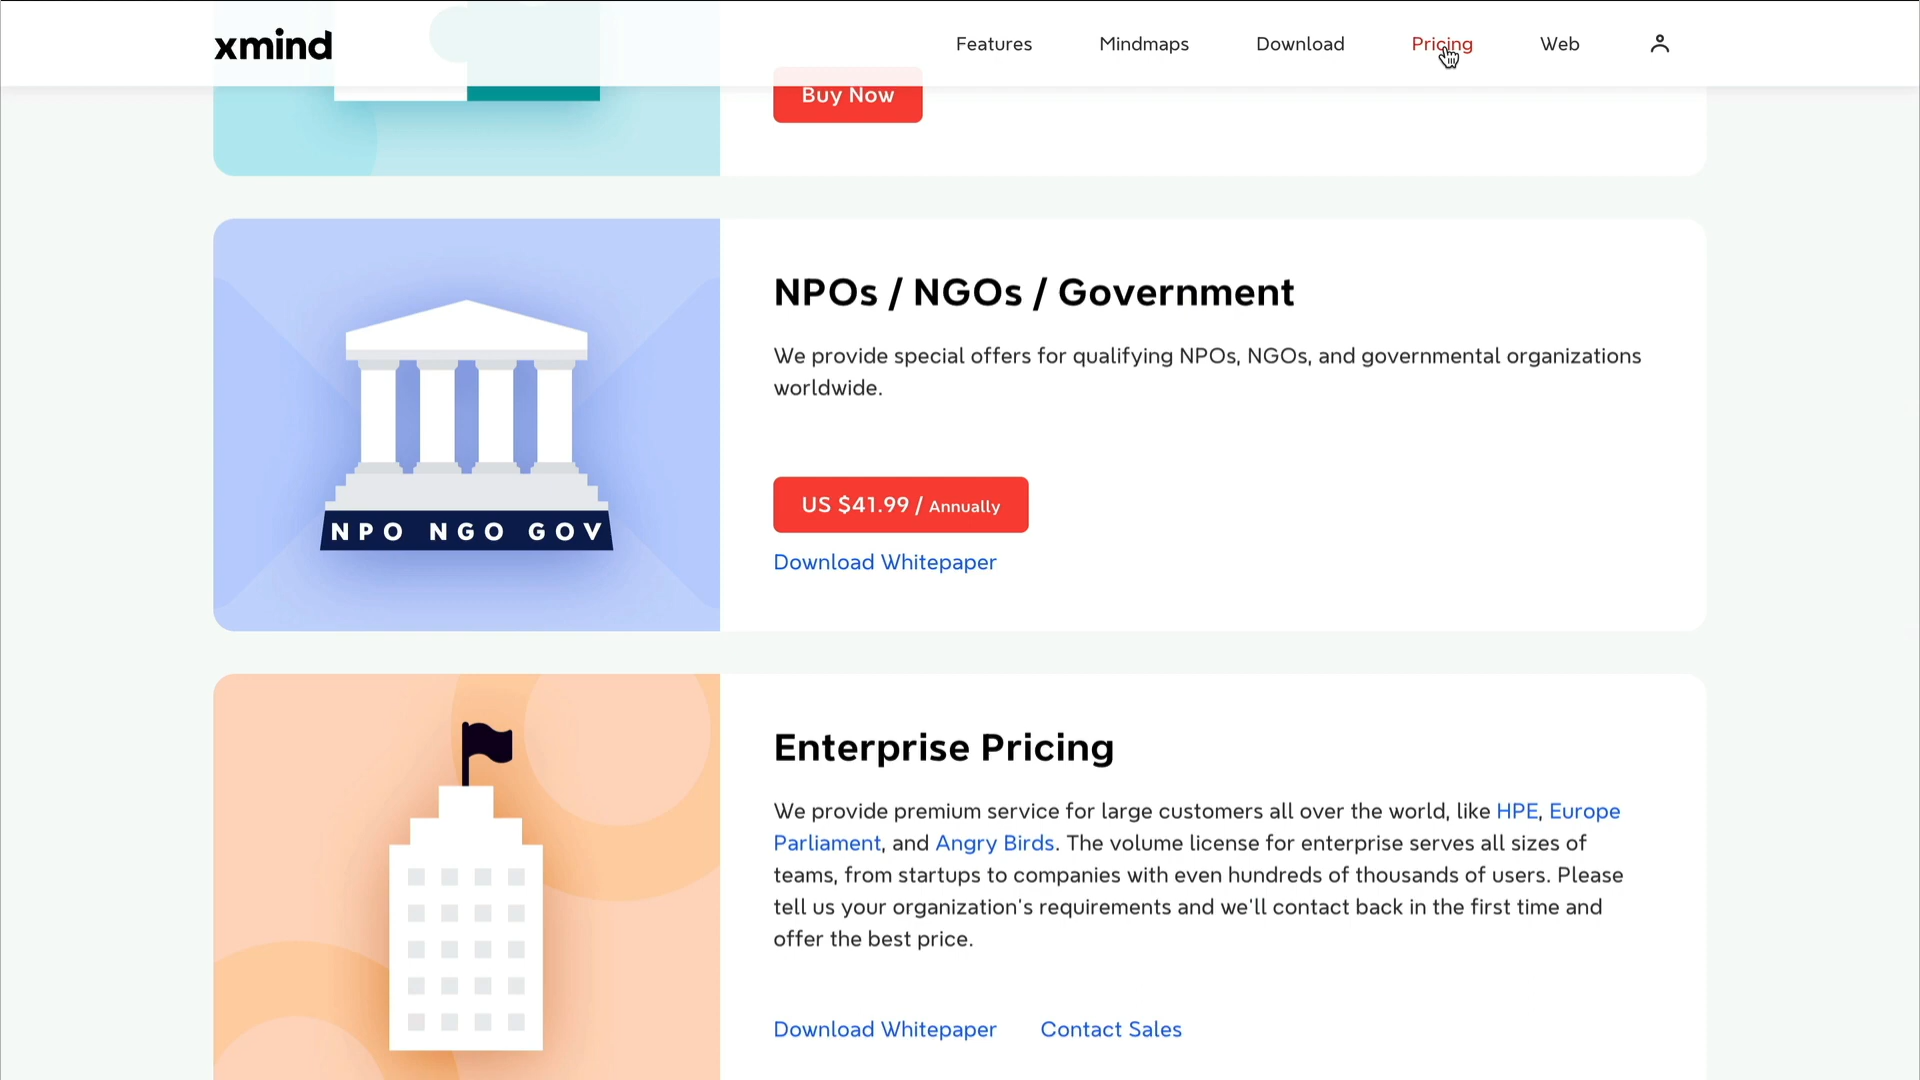 xmind
Features Mindmaps Download Pricing Web
Buy Now
NPOs / NGOs / Government
We provide special offers for qualifying NPOs, NGOs, and governmental organizations
worldwide.
NPO NGO GOV
US $41.99 / Annually
Download Whitepaper
Enterprise Pricing
We provide premium service for large customers all over the world, like HPE, Europe
Parliament, and Angry Birds. The volume license for enterprise serves all sizes of
teams, from startups to companies with even hundreds of thousands of users. Please
tell us your organization's requirements and we'll contact back in the first time and
offer the best price.
Download Whitepaper Contact Sales